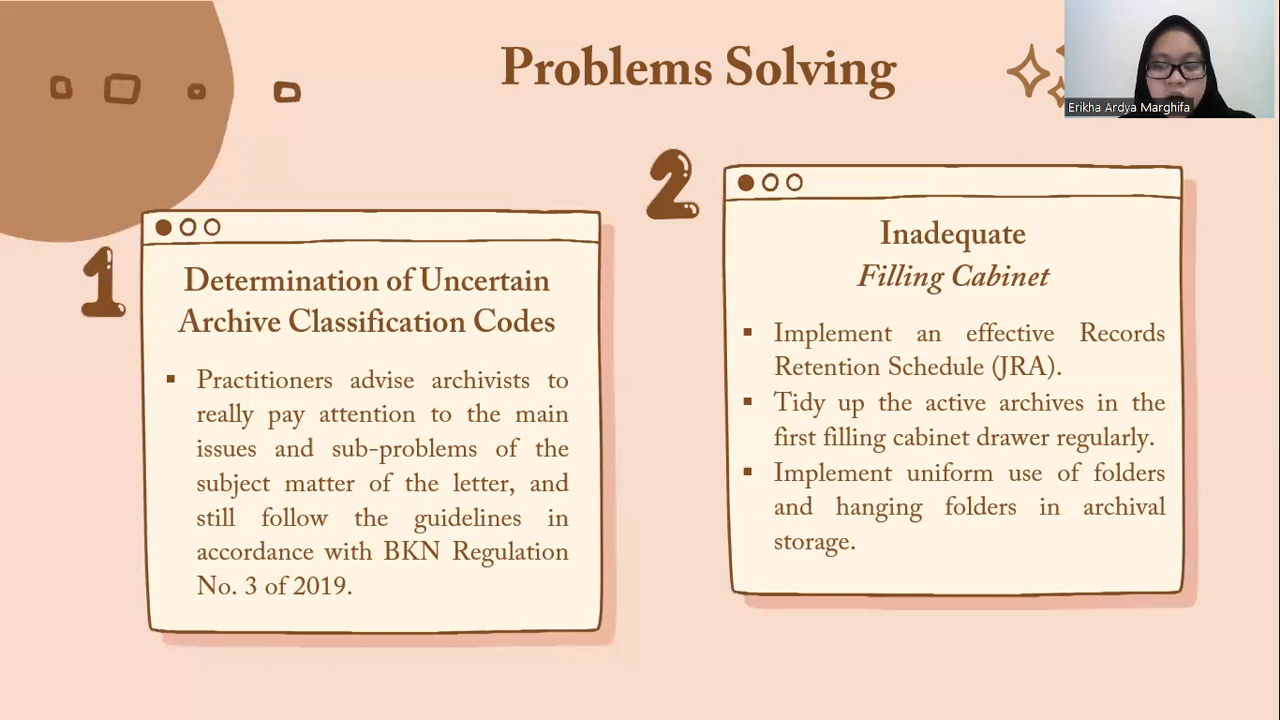 Problems Solving
Erikha Ardya Marghifa
1
Determination of Uncertain
Archive Classification Codes
▪ Practitioners advise archivists to
really pay attention to the main
issues and sub-problems of the
subject matter of the letter, and
still follow the guidelines in
accordance with BKN Regulation
No. 3 of 2019.
2
Inadequate
Filling Cabinet
▪ Implement an effective Records
Retention Schedule (JRA).
▪ Tidy up the active archives in the
first filling cabinet drawer regularly.
▪ Implement uniform use of folders
and hanging folders in archival
storage.